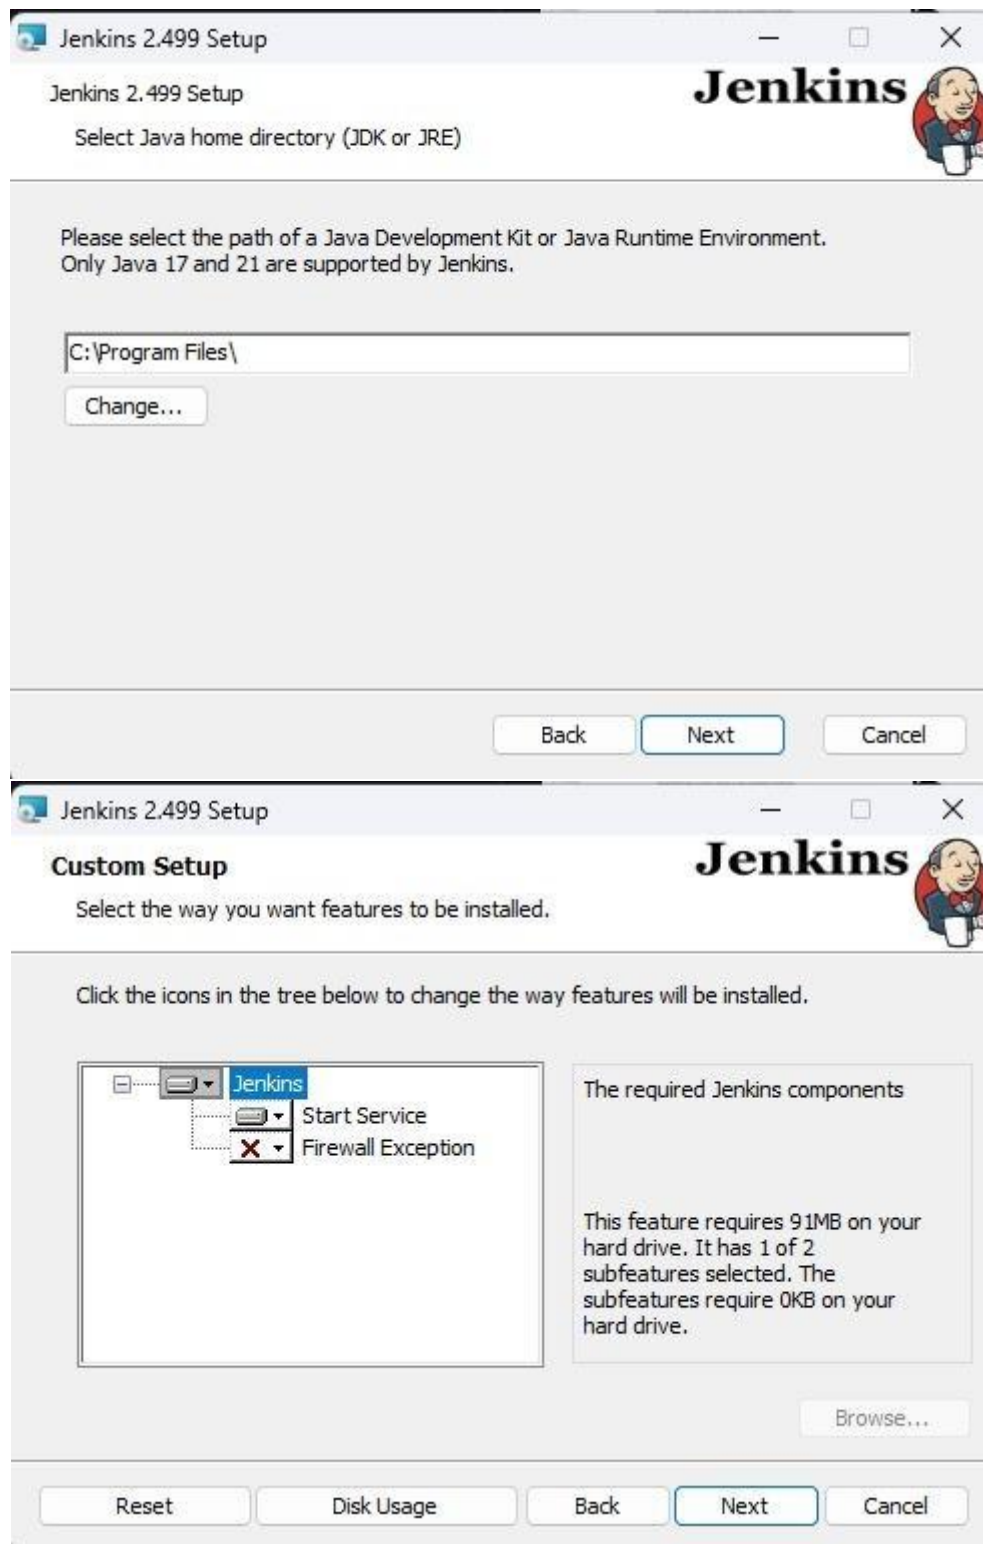 Jenkins 2.499 Setup
Jenkins 2.499 Setup
Jenkins
Select Java home directory (JDK or JRE)
Please select the path of a Java Development Kit or Java Runtime Environment.
Only Java 17 and 21 are supported by Jenkins.
C:\Program Files\
Change...
Back Next Cancel
Jenkins 2.499 Setup
Custom Setup
Jenkins
Select the way you want features to be installed.
Click the icons in the tree below to change the way features will be installed.
Jenkins
Start Service
Firewall Exception
The required Jenkins components
This feature requires 91MB on your
hard drive. It has 1 of 2
subfeatures selected. The
subfeatures require 0KB on your
hard drive.
Browse...
Reset Disk Usage Back Next Cancel